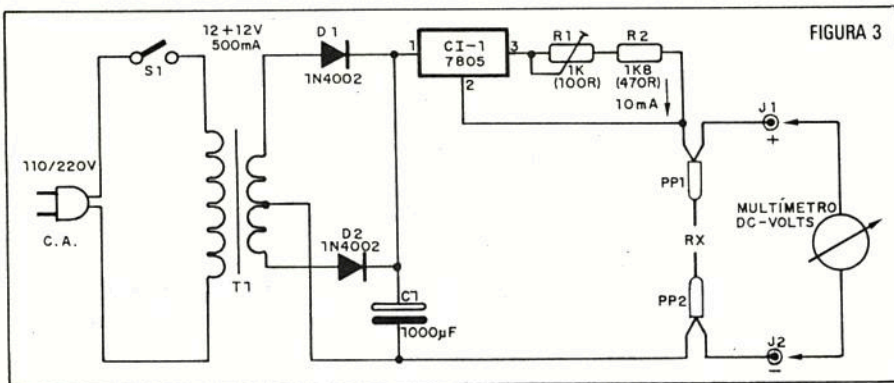 FIGURA 3
12+12V
500mA
S1
110/220V
C.A.
T1
D1
1N4002
D2
1N4002
C1
1000µF
1
CI-1
7805
3
2
R1
1K
(100R)
R2
1K8
(470R)
10mA
J1
+
PP1
RX
PP2
J2
-
MULTÍMETRO
DC-VOLTS